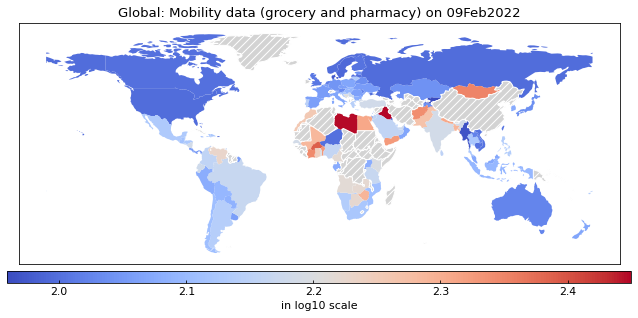 Global: Mobility data (grocery and pharmacy) on 09Feb2022
2.0 2.1 2.2 2.3 2.4
in log10 scale